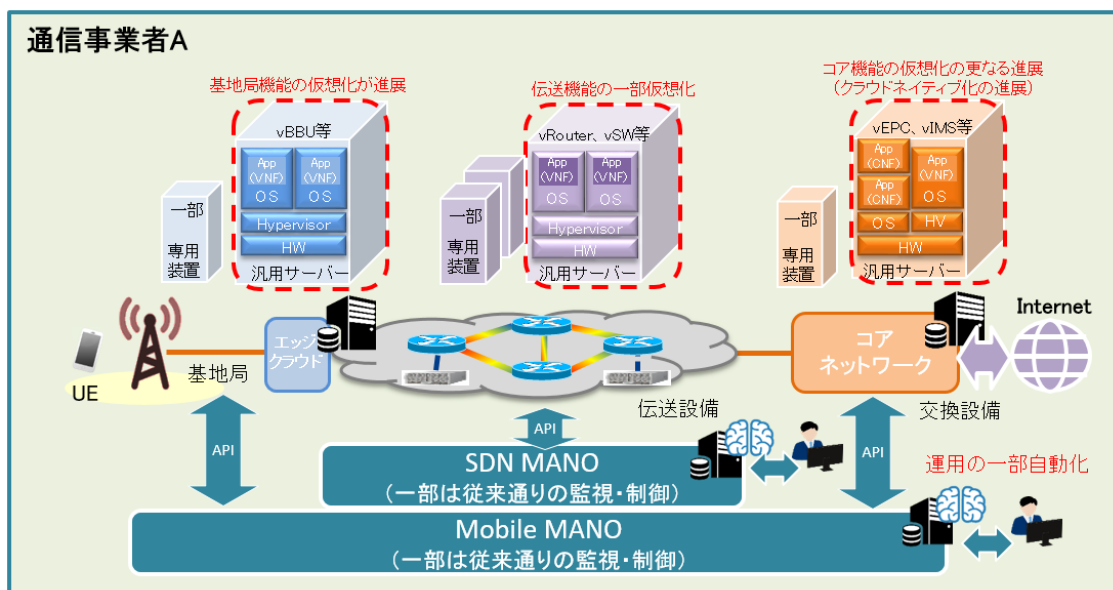 通信事業者A
基地局機能の仮想化が進展
伝送機能の一部仮想化
コア機能の仮想化の更なる進展
(クラウドネイティブ化の進展)
vBBU等
App
(VNF)
OS
App
(VNF)
OS
Hypervisor
HW
汎用サーバー
一部
専用
装置
vRouter、vSW等
App
(VNF)
OS
App
(VNF)
OS
Hypervisor
HW
汎用サーバー
一部
専用
装置
vEPC、vIMS等
App
(CNF)
App
(CNF)
OS
App
(VNF)
OS
HV
HW
汎用サーバー
一部
専用
装置
UE
基地局
エッジ
クラウド
伝送設備
コア
ネットワーク
交換設備
Internet
API
API
API
SDN MANO
(一部は従来通りの監視・制御)
運用の一部自動化
Mobile MANO
(一部は従来通りの監視・制御)